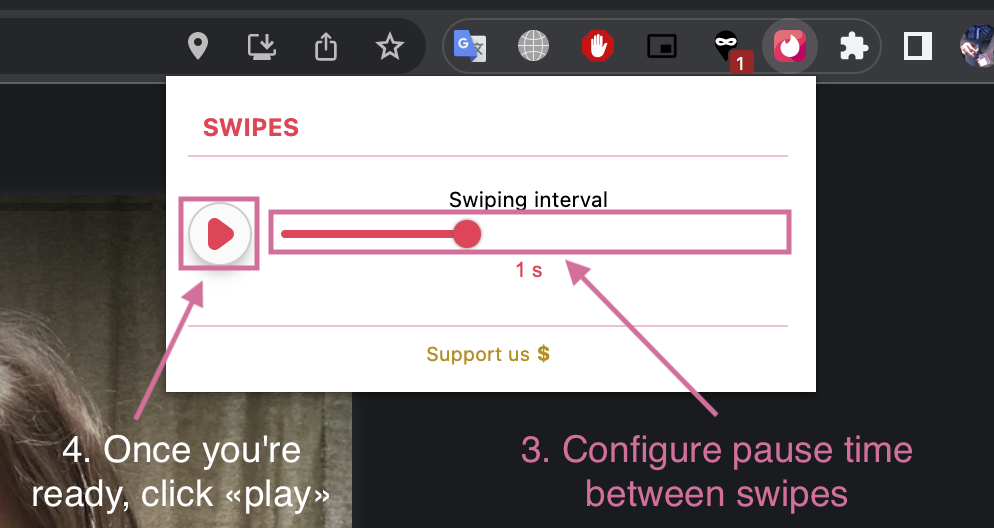 G
文
1
SWIPES
Swiping interval
1 s
Support us $
4. Once you're
ready, click «play»
3. Configure pause time
between swipes